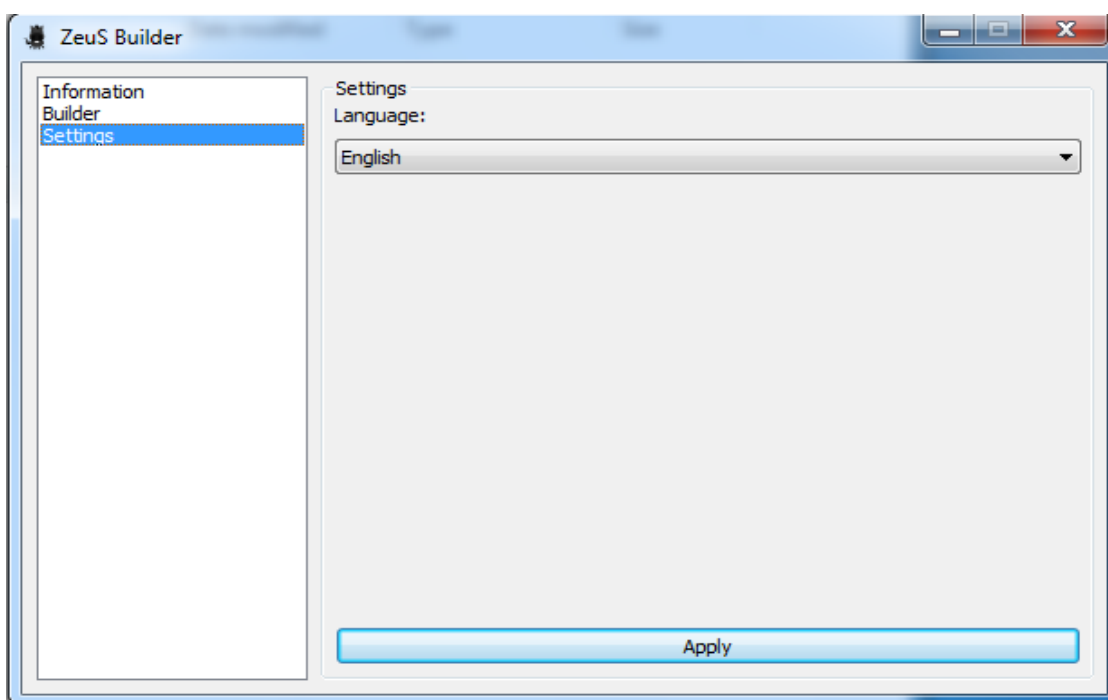 ZeuS Builder
Information
Builder
Settings
Settings
Language:
English
Apply